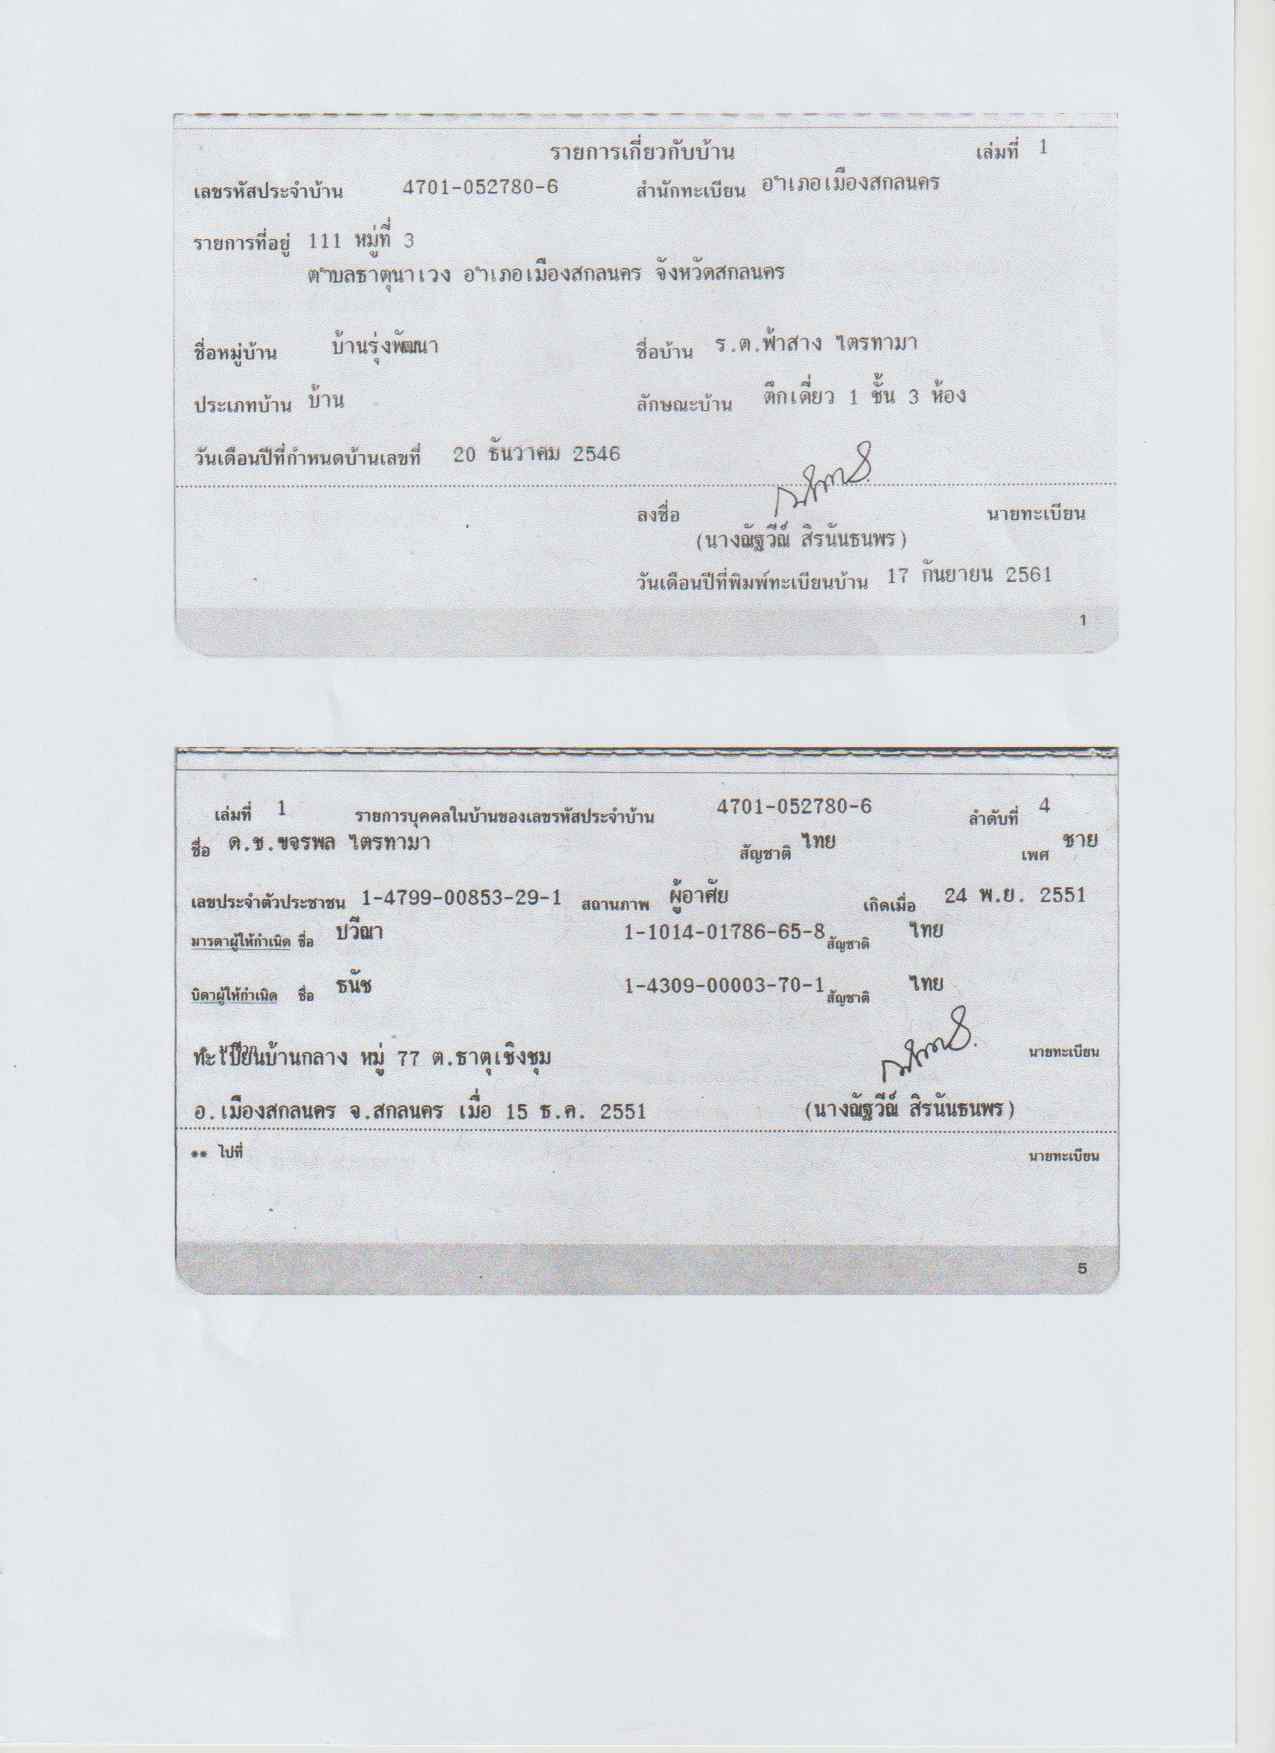 รายการเกี่ยวกับบ้าน เล่มที่ 1
เลขรหัสประจำบ้าน 4701-052780-6 สำนักทะเบียน อำเภอเมืองสกลนคร
รายการที่อยู่ 111 หมู่ที่ 3
ตำบลธาตุนาเวง อำเภอเมืองสกลนคร จังหวัดสกลนคร
ชื่อหมู่บ้าน บ้านรุ่งพัฒนา ชื่อบ้าน ร.ต.ฟ้าสาง ไตรทามา
ประเภทบ้าน บ้าน ลักษณะบ้าน ตึกเดี่ยว 1 ชั้น 3 ห้อง
วันเดือนปีที่กำหนดบ้านเลขที่ 20 ธันวาคม 2546
ลงชื่อ นายทะเบียน
(นางณัฐวีณ์ สิรนันธนพร)
วันเดือนปีที่พิมพ์ทะเบียนบ้าน 17 กันยายน 2561
1
เล่มที่ 1 รายการบุคคลในบ้านของเลขรหัสประจำบ้าน 4701-052780-6 ลำดับที่ 4
ชื่อ ด.ช.ขจรพล ไตรทามา สัญชาติ ไทย เพศ ชาย
เลขประจำตัวประชาชน 1-4799-00853-29-1 สถานภาพ ผู้อาศัย เกิดเมื่อ 24 พ.ย. 2551
มารดาผู้ให้กำเนิด ชื่อ ปวีณา 1-1014-01786-65-8 สัญชาติ ไทย
บิดาผู้ให้กำเนิด ชื่อ ธนัช 1-4309-00003-70-1 สัญชาติ ไทย
ทะเบียนบ้านกลาง หมู่ 77 ต.ธาตุเชิงชุม นายทะเบียน
อ.เมืองสกลนคร จ.สกลนคร เมื่อ 15 ธ.ค. 2551 (นางณัฐวีณ์ สิรนันธนพร)
** ไปที่ นายทะเบียน
5